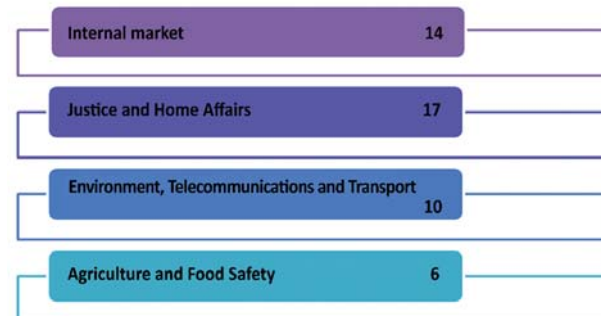 Internal market 14
Justice and Home Affairs 17
Environment, Telecommunications and Transport
10
Agriculture and Food Safety 6